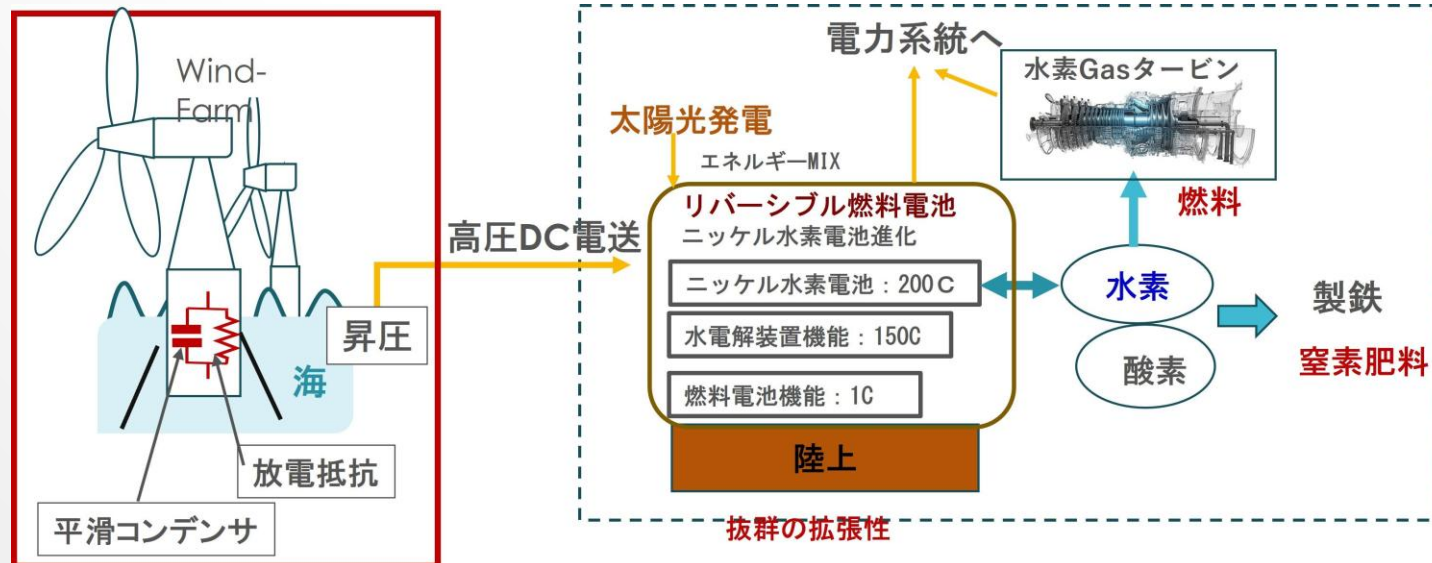 Wind-
Farm
海
昇圧
放電抵抗
平滑コンデンサ
高圧DC電送
電力系統へ
水素Gasタービン
太陽光発電
エネルギーMIX
リバーシブル燃料電池
ニッケル水素電池進化
ニッケル水素電池：200C
水電解装置機能：150C
燃料電池機能：1C
陸上
燃料
水素
酸素
製鉄
窒素肥料
抜群の拡張性